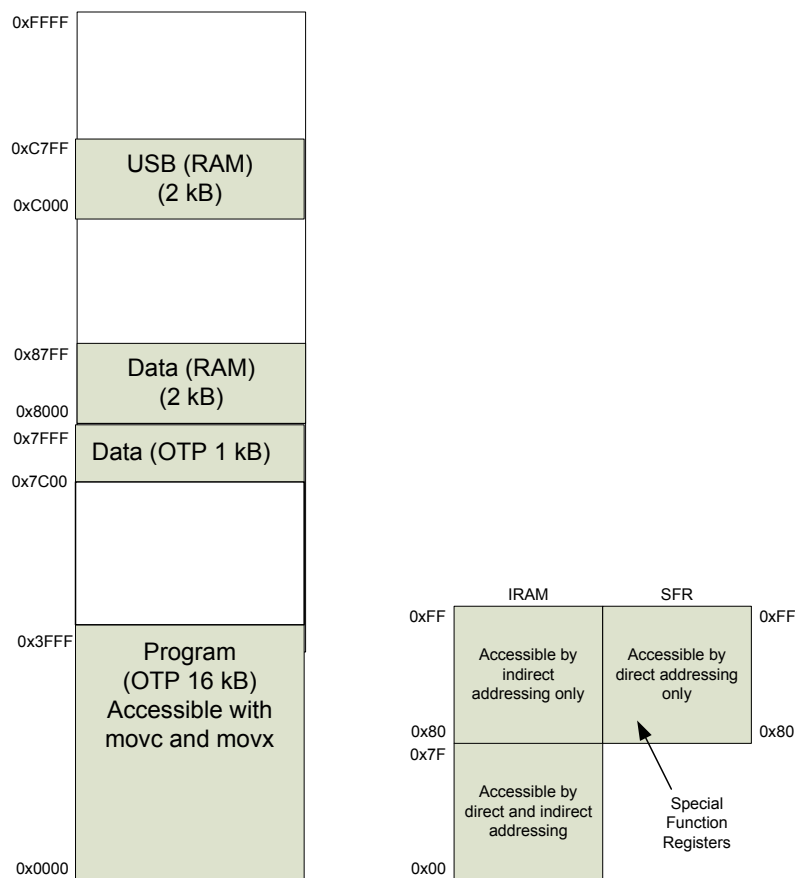 0xFFFF
0xC7FF
USB (RAM)
(2 kB)
0xC000
0x87FF
Data (RAM)
(2 kB)
0x8000
0x7FFF
Data (OTP 1 kB)
0x7C00
0x3FFF
Program
(OTP 16 kB)
Accessible with
movc and movx
0x0000
IRAM
SFR
0xFF
0xFF
Accessible by
indirect
addressing only
Accessible by
direct addressing
only
0x80
0x80
0x7F
Accessible by
direct and indirect
addressing
Special
Function
Registers
0x00